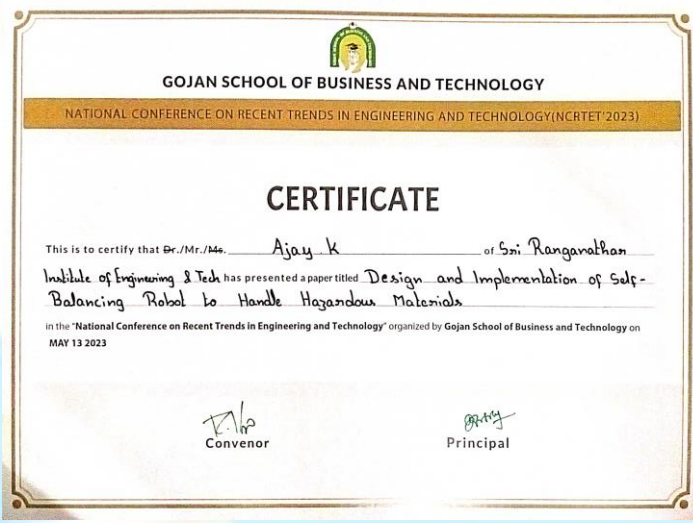 GOJAN SCHOOL OF BUSINESS AND TECHNOLOGY
NATIONAL CONFERENCE ON RECENT TRENDS IN ENGINEERING AND TECHNOLOGY(NCRTET'2023)
CERTIFICATE
This is to certify that Dr./Mr./Ms. Ajay K of Sri Ranganathan
Institute of Engineering & Tech has presented a paper titled Design and Implementation of Self-
Balancing Robot to Handle Hazardous Materials
in the "National Conference on Recent Trends in Engineering and Technology" organized by Gojan School of Business and Technology on
MAY 13 2023
Convenor Principal